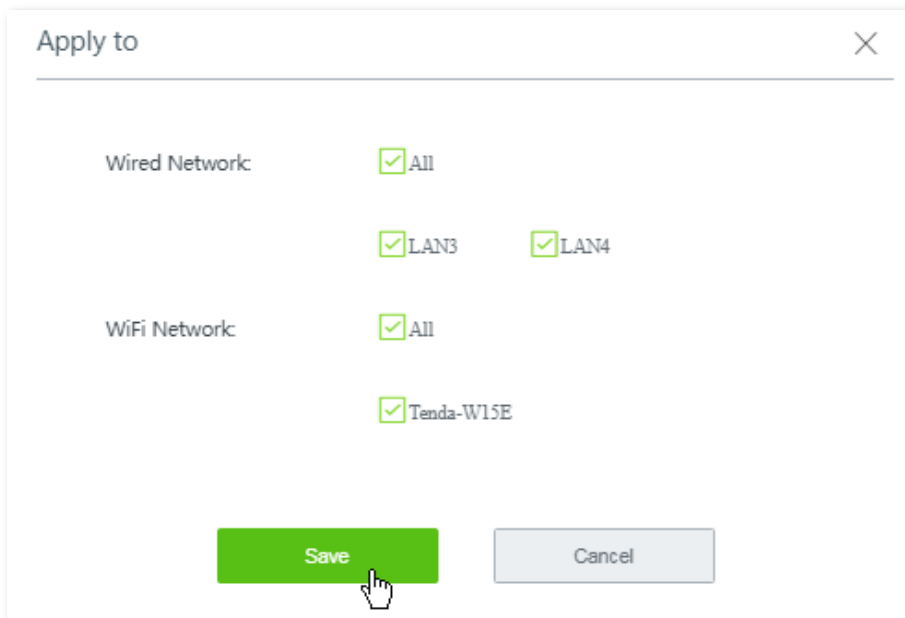 Apply to
Wired Network: All
LAN3 LAN4
WiFi Network: All
Tenda-W15E
Save Cancel